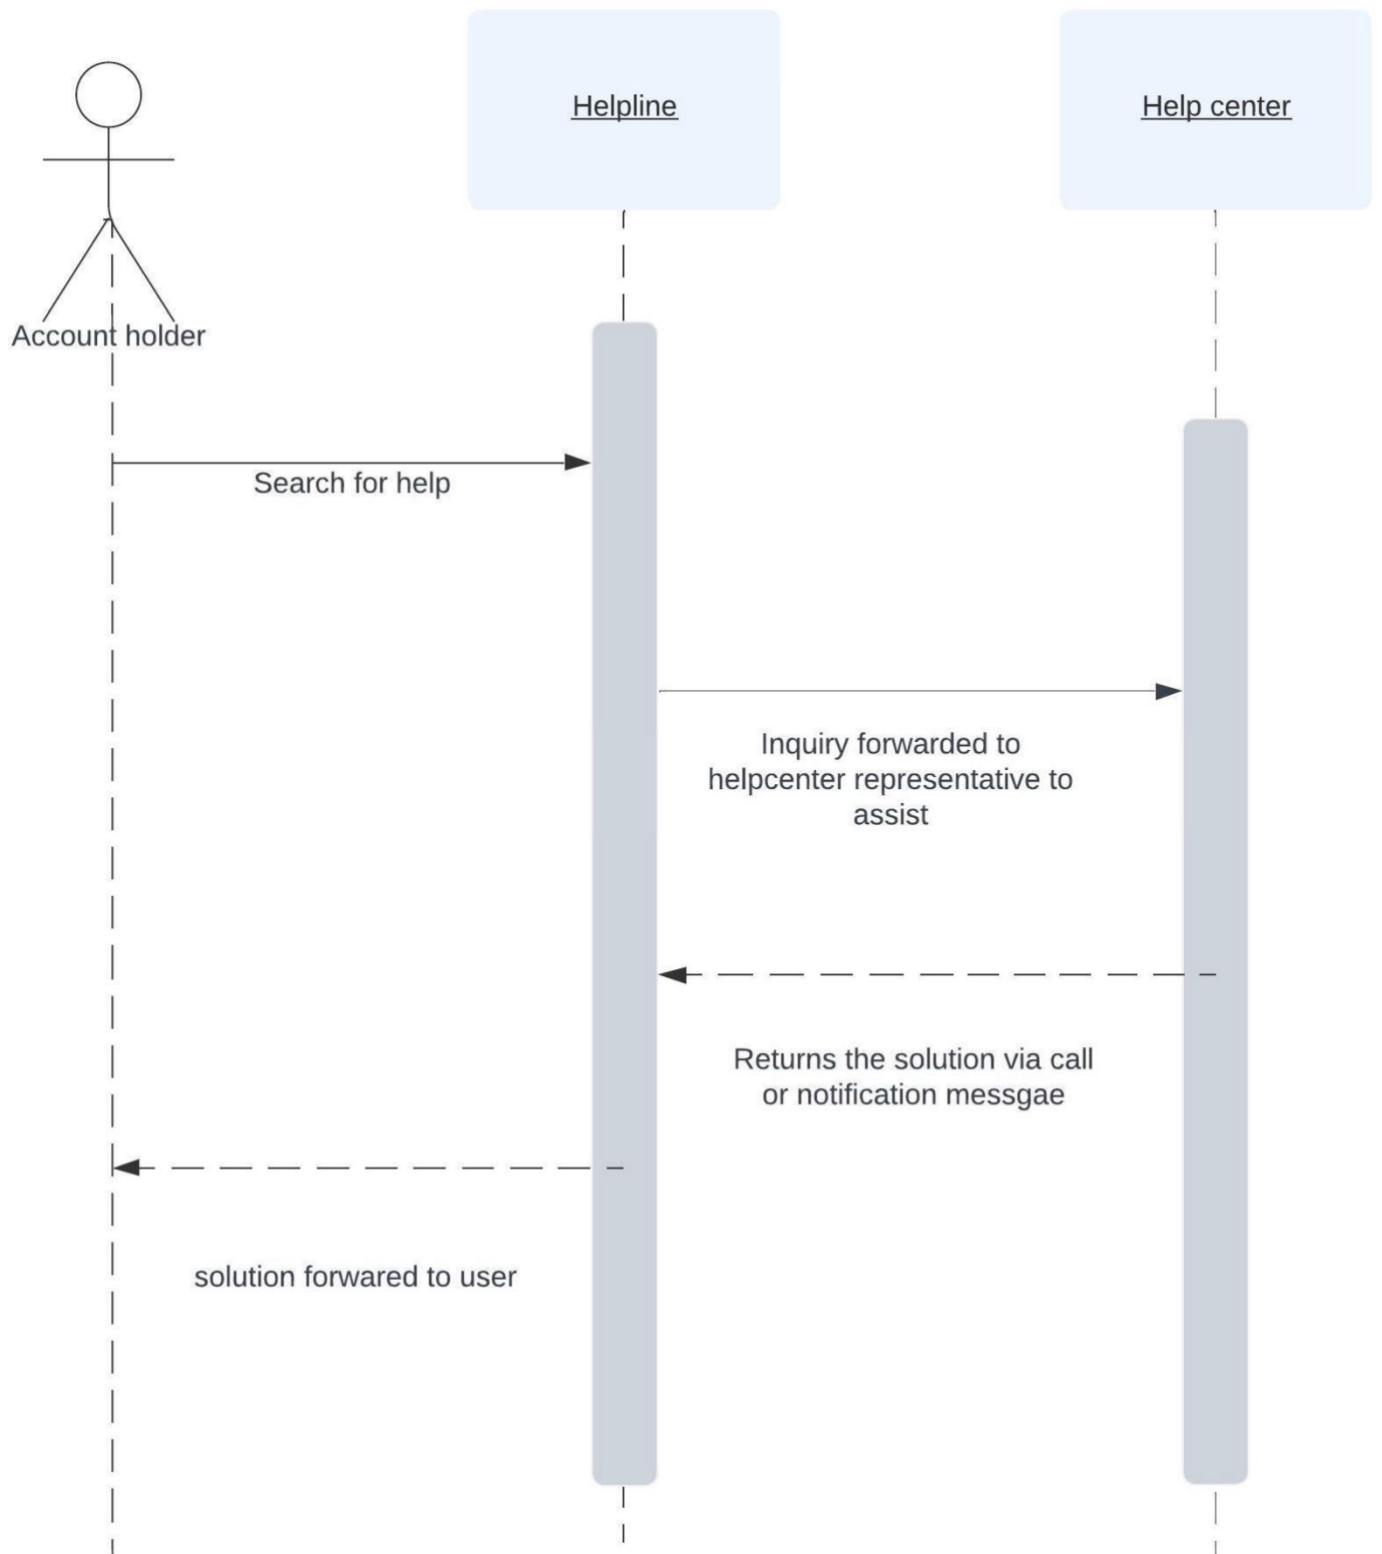 Helpline
Help center
Account holder
Search for help
Inquiry forwarded to
helpcenter representative to
assist
Returns the solution via call
or notification messgae
solution forwared to user